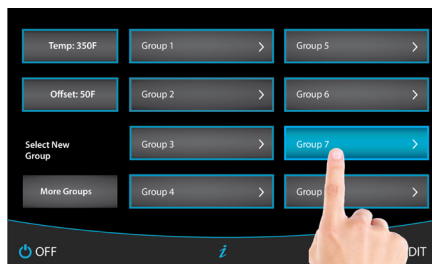 Temp: 350F
Group 1
Group 5
Offset: 50F
Group 2
Group 6
Select New
Group
Group 3
Group 7
More Groups
Group 4
Group
OFF
i